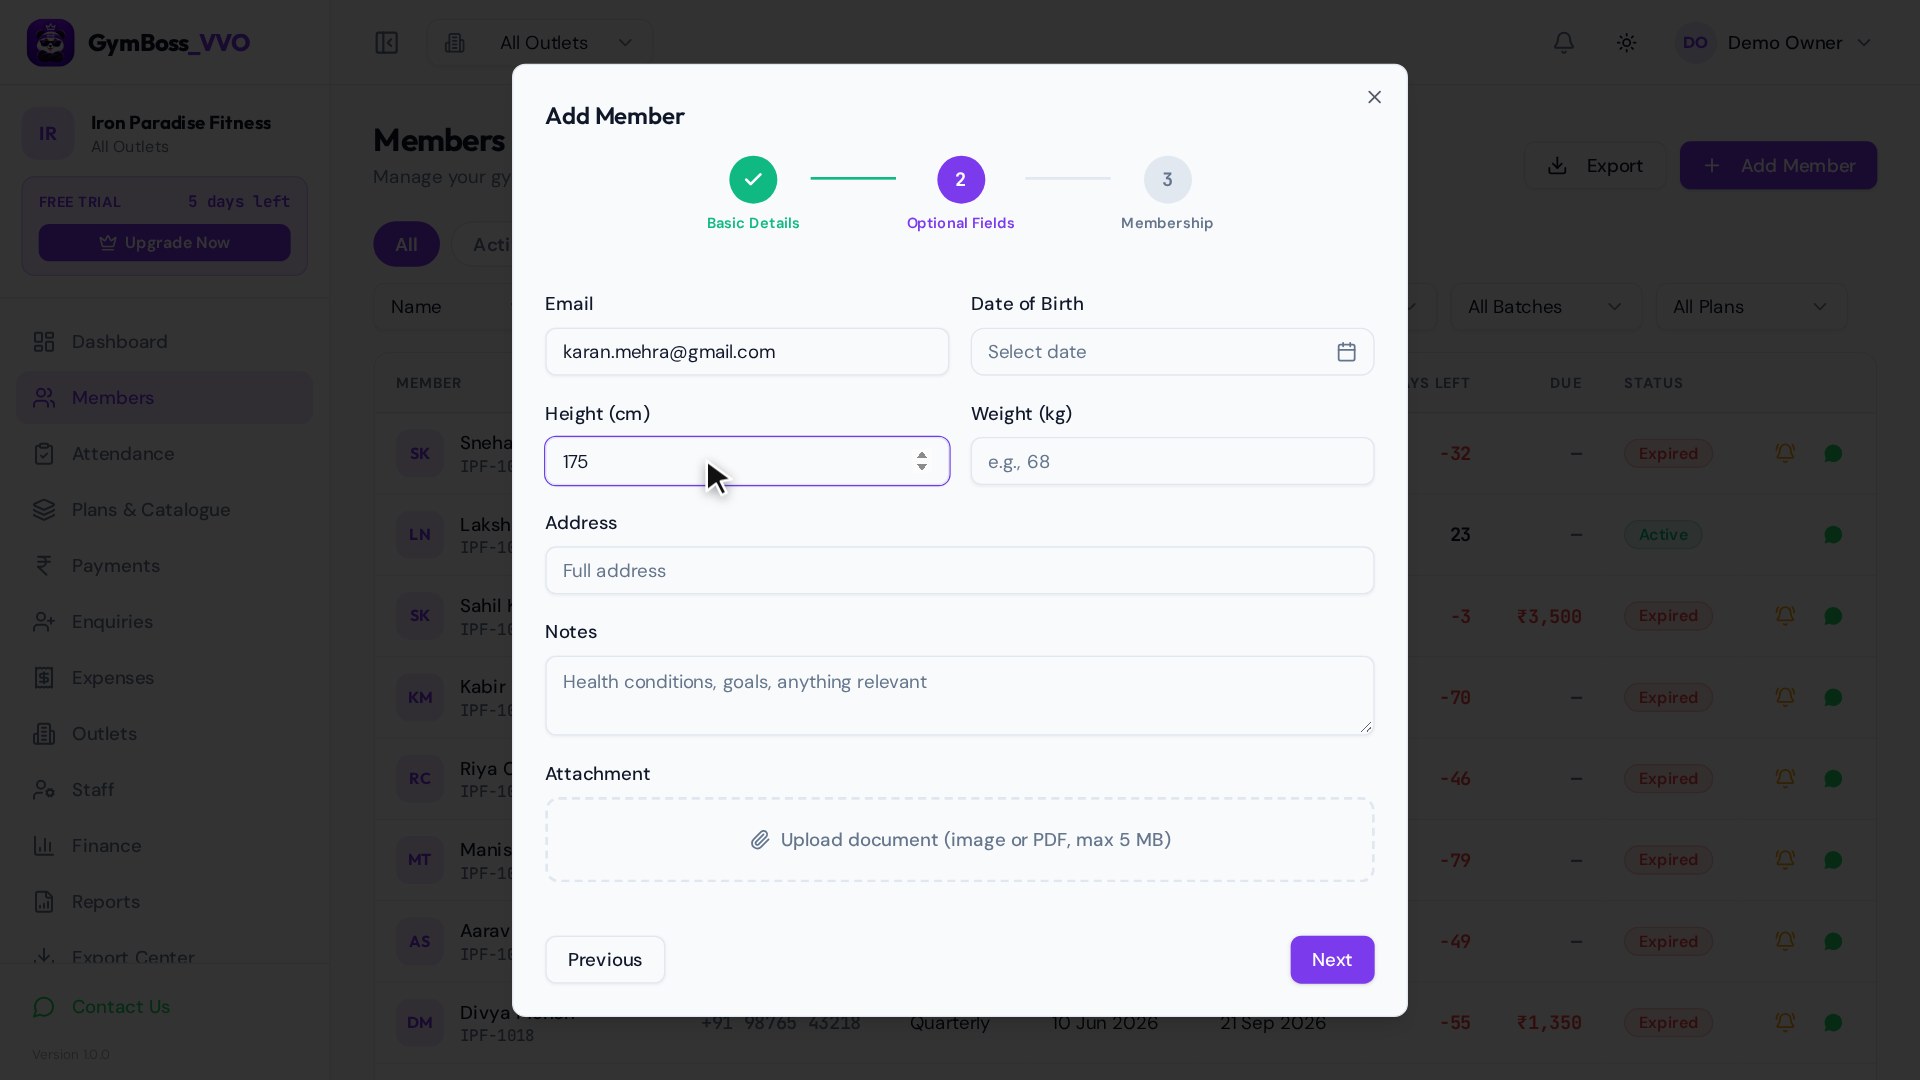 GymBoss_VVO
All Outlets
DO
Demo Owner
IR
Iron Paradise Fitness
All Outlets
FREE TRIAL
5 days left
Upgrade Now
Dashboard
Members
Attendance
Plans & Catalogue
Payments
Enquiries
Expenses
Outlets
Staff
Finance
Reports
Export Center
Contact Us
Version 1.0.0
Members
Manage your gy
Export
+ Add Member
All
Acti
Name
All Batches
All Plans
MEMBER
YS LEFT
DUE
STATUS
SK
Sneha
IPF-10
-32
—
Expired
LN
Laksh
IPF-10
23
—
Active
SK
Sahil K
IPF-10
-3
₹3,500
Expired
KM
Kabir
IPF-10
-70
—
Expired
RC
Riya C
IPF-10
-46
—
Expired
MT
Manis
IPF-10
-79
—
Expired
AS
Aarav
IPF-10
-49
—
Expired
DM
Divya
IPF-1018
+91 98765 43218
Quarterly
10 Jun 2026
21 Sep 2026
-55
₹1,350
Expired
Add Member
2
3
Basic Details
Optional Fields
Membership
Email
Date of Birth
karan.mehra@gmail.com
Select date
Height (cm)
Weight (kg)
175
e.g., 68
Address
Full address
Notes
Health conditions, goals, anything relevant
Attachment
Upload document (image or PDF, max 5 MB)
Previous
Next